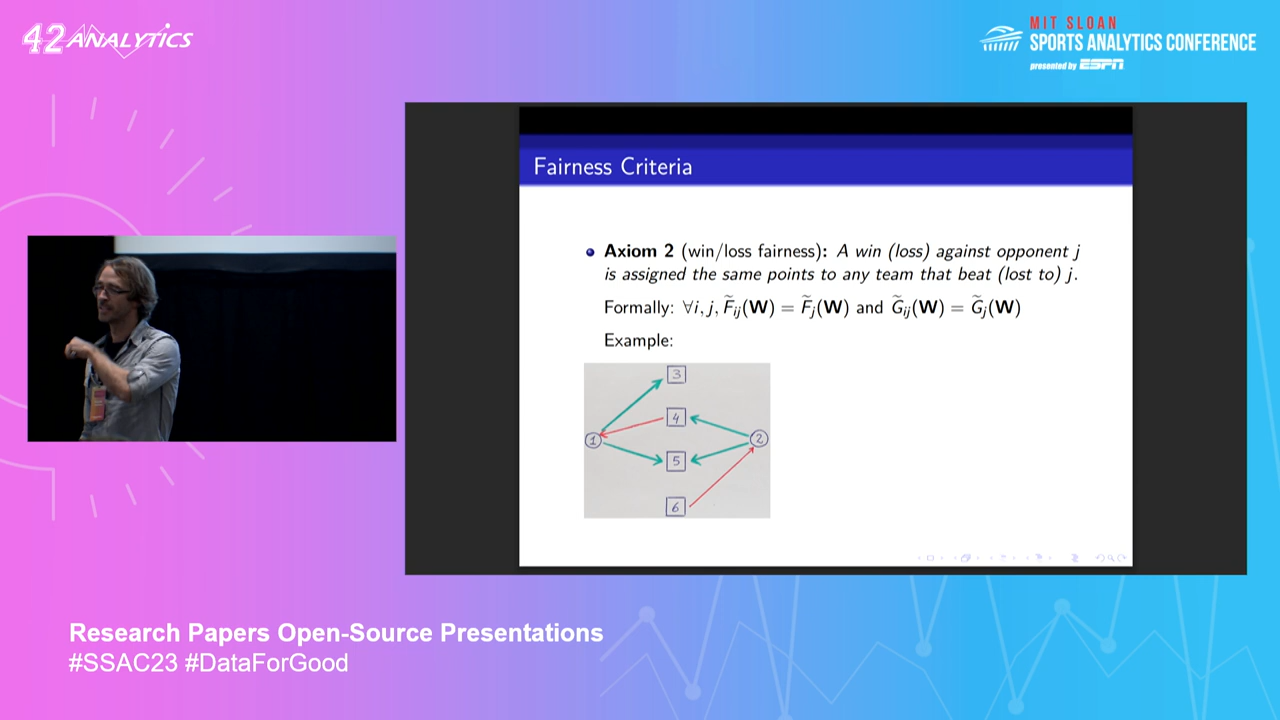 42 ANALYTICS
MIT SLOAN
SPORTS ANALYTICS CONFERENCE
presented by ESPN
Fairness Criteria
Axiom 2 (win/loss fairness): A win (loss) against opponent j
is assigned the same points to any team that beat (lost to) j.
Formally: ∀i, j, F̃ij(W) = F̃j(W) and G̃ij(W) = G̃j(W)
Example:
3
4
1
2
5
6
Research Papers Open-Source Presentations
#SSAC23 #DataForGood